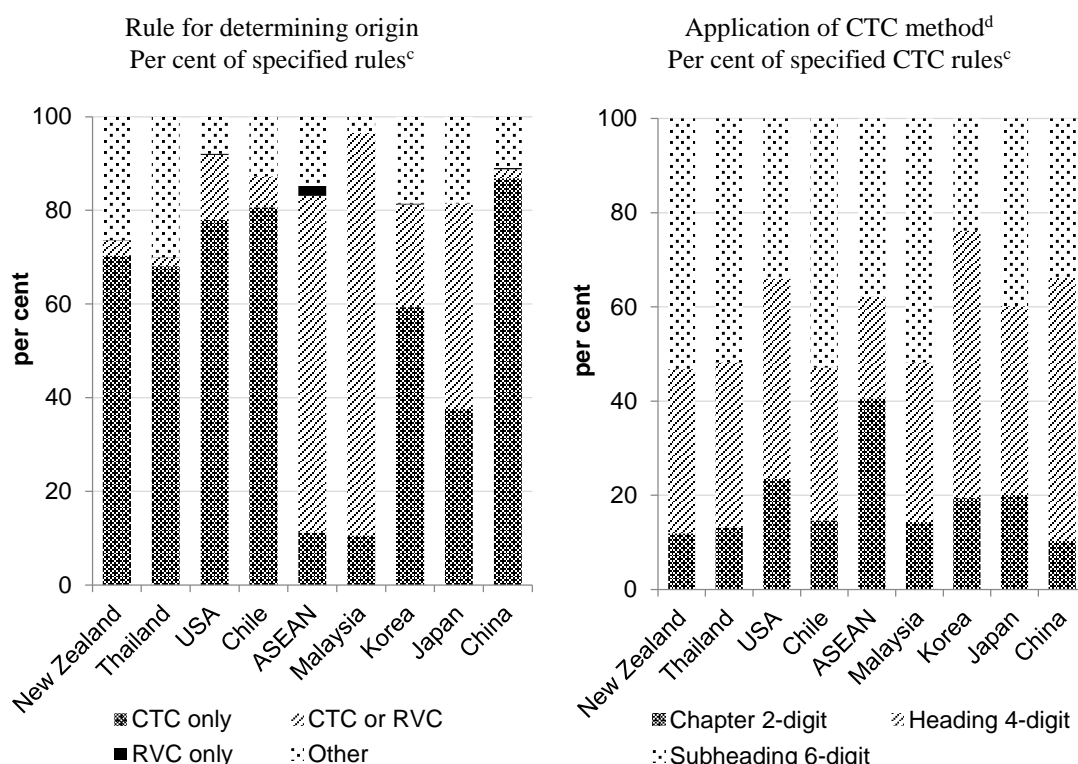 Rule for determining origin
Per cent of specified rulesᶜ
100
80
60
40
20
0
per cent
New Zealand
Thailand
USA
Chile
ASEAN
Malaysia
Korea
Japan
China
CTC only
CTC or RVC
RVC only
Other
Application of CTC methodᵈ
Per cent of specified CTC rulesᶜ
100
80
60
40
20
0
per cent
New Zealand
Thailand
USA
Chile
ASEAN
Malaysia
Korea
Japan
China
Chapter 2-digit
Heading 4-digit
Subheading 6-digit